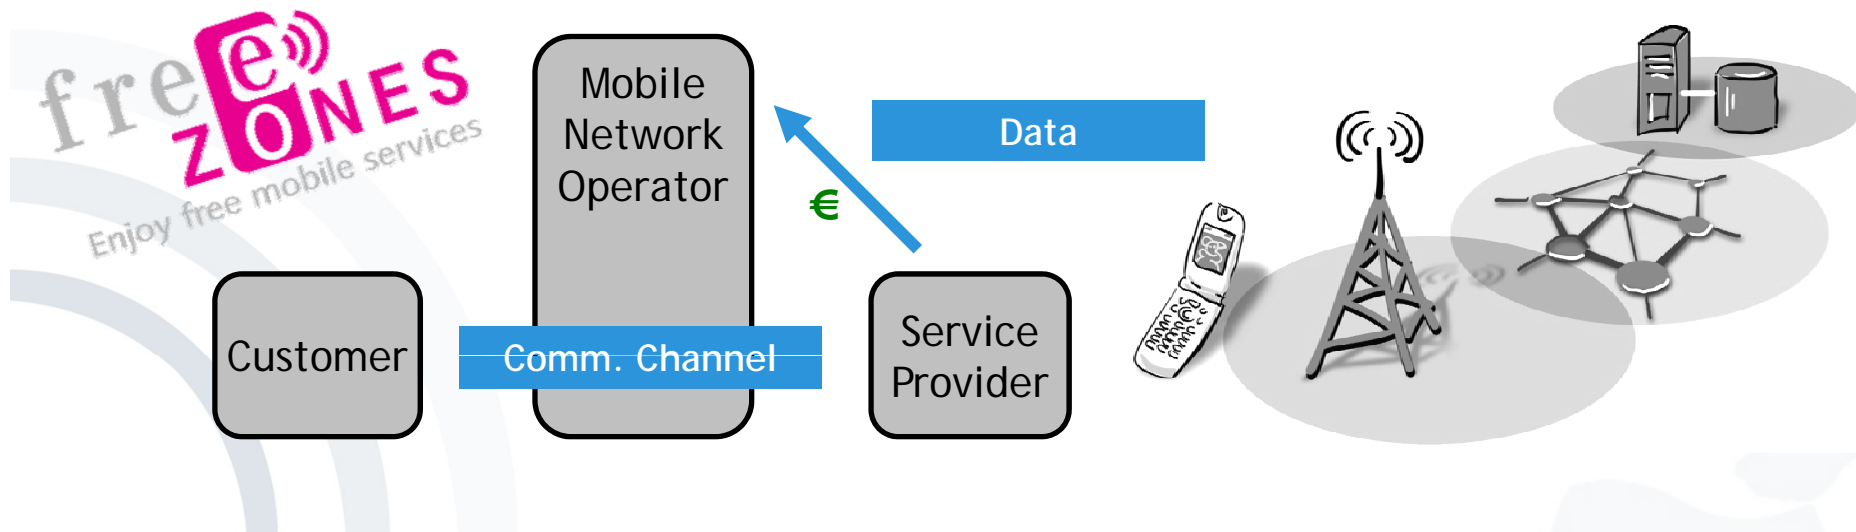 free
ZONES
Enjoy free mobile services
Mobile
Network
Operator
Data
€
Customer
Comm. Channel
Service
Provider